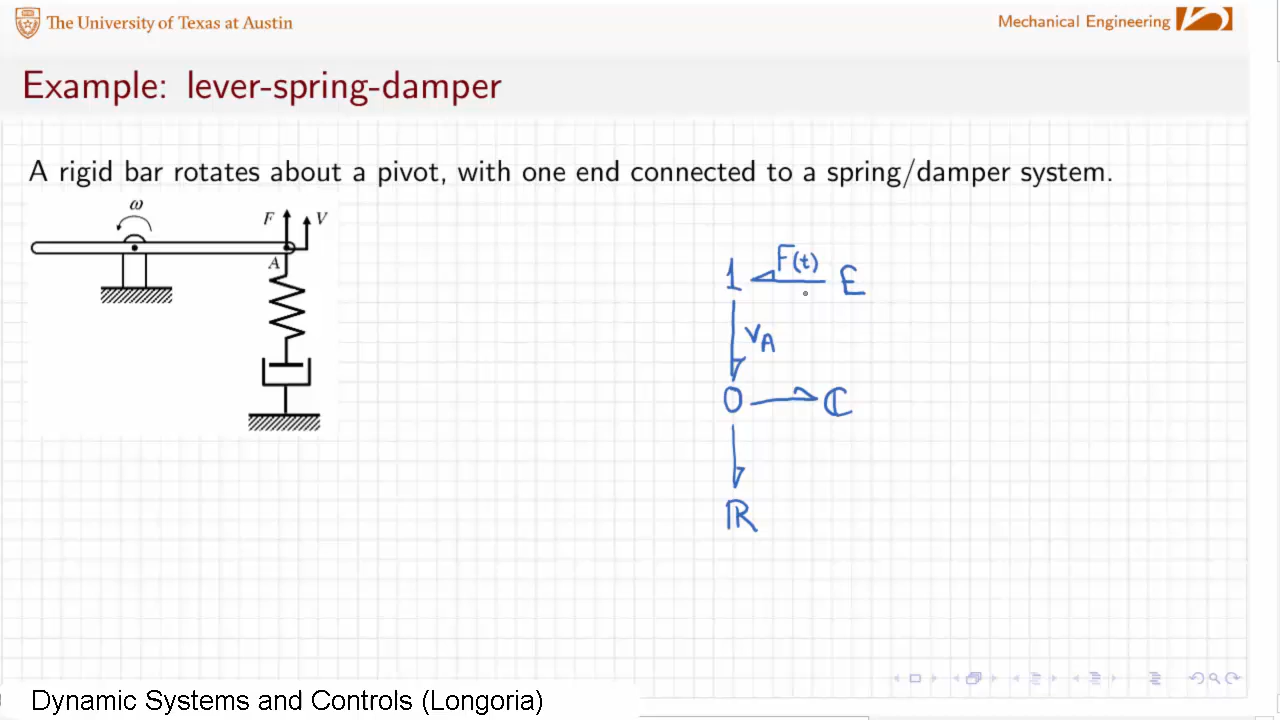 The University of Texas at Austin
Mechanical Engineering
Example: lever-spring-damper
A rigid bar rotates about a pivot, with one end connected to a spring/damper system.
ω
F V
A
F(t)
1 E
V_A
0 ℂ
ℝ
Dynamic Systems and Controls (Longoria)